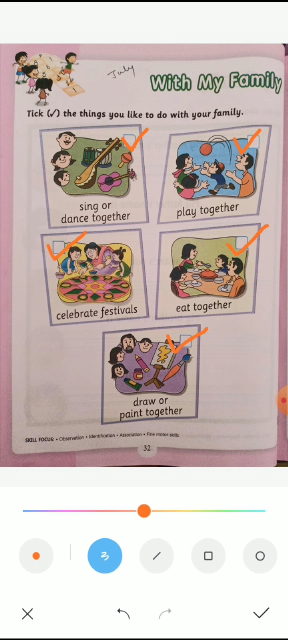 July
With My Family
Tick (✓) the things you like to do with your family.
sing or
dance together
play together
celebrate festivals
eat together
draw or
paint together
SKILL FOCUS: • Observation • Identification • Association • Fine motor skills
32